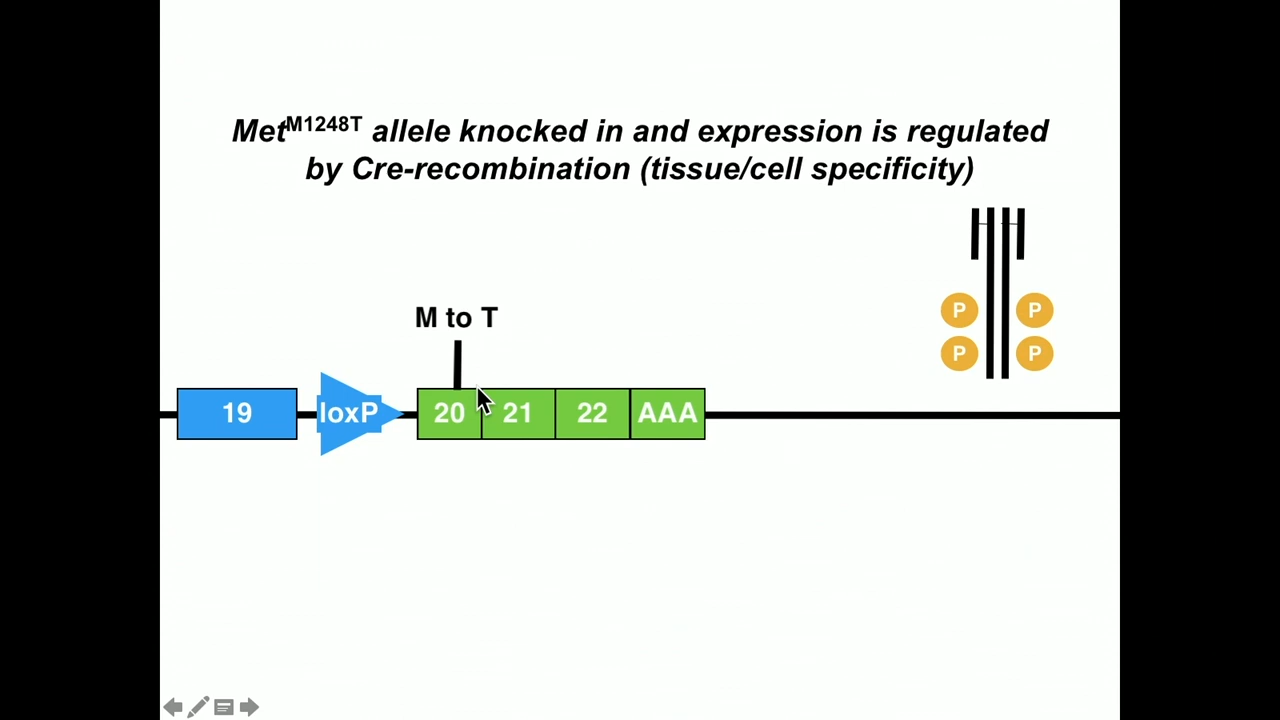 Met^M1248T allele knocked in and expression is regulated
by Cre-recombination (tissue/cell specificity)
M to T
P P
P P
19 loxP 20 21 22 AAA